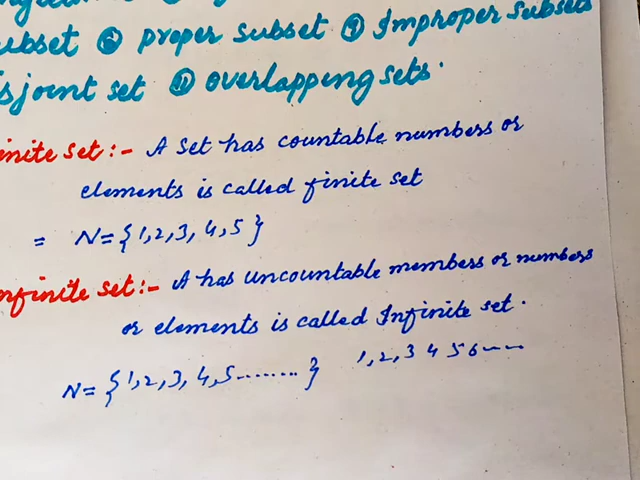 ubset ⑥ proper subset ⑨ Improper subsets
sjoint set ⑪ overlapping sets.
inite set:- A set has countable numbers or
elements is called finite set
= N={1,2,3,4,5}
nfinite set:- A has uncountable members or numbers
or elements is called Infinite set.
N={1,2,3,4,5........} 1,2,3 4 5 6----